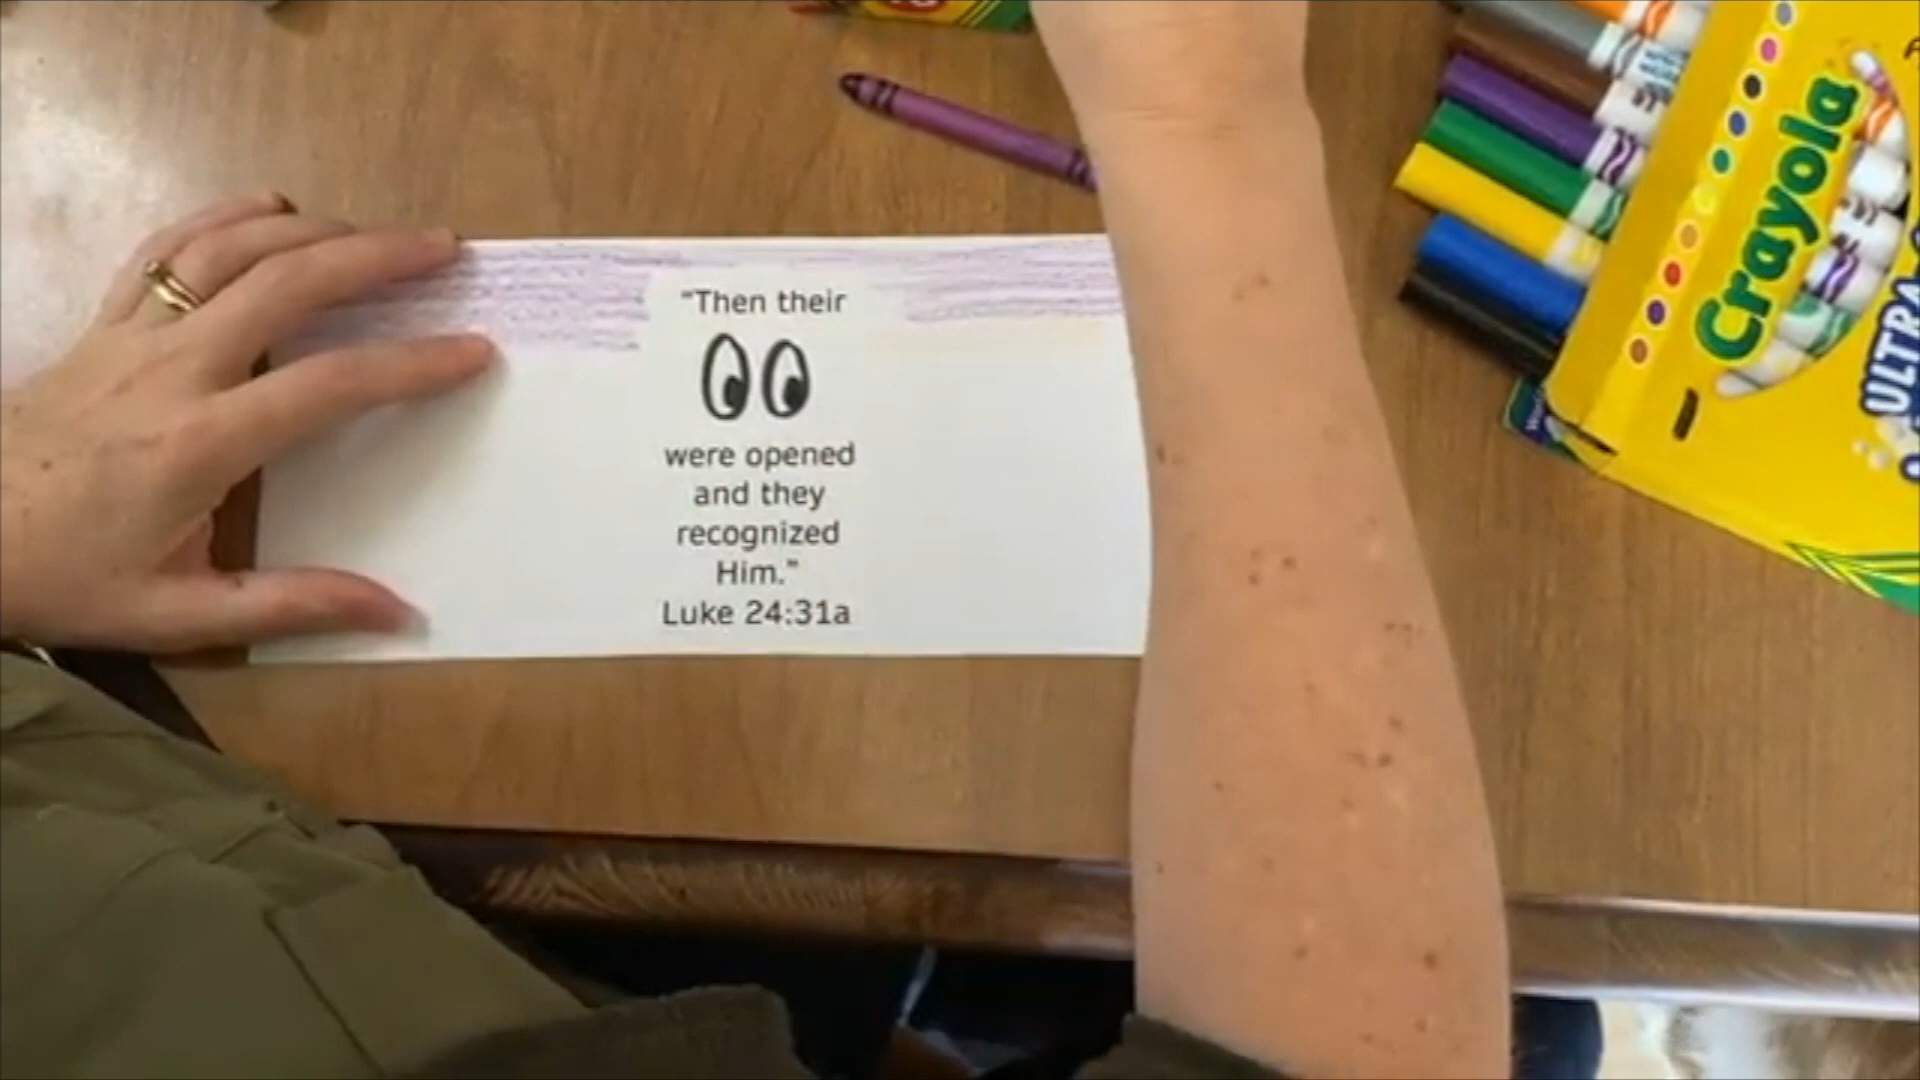 "Then their
were opened
and they
recognized
Him."
Luke 24:31a
Crayola
ULTRA